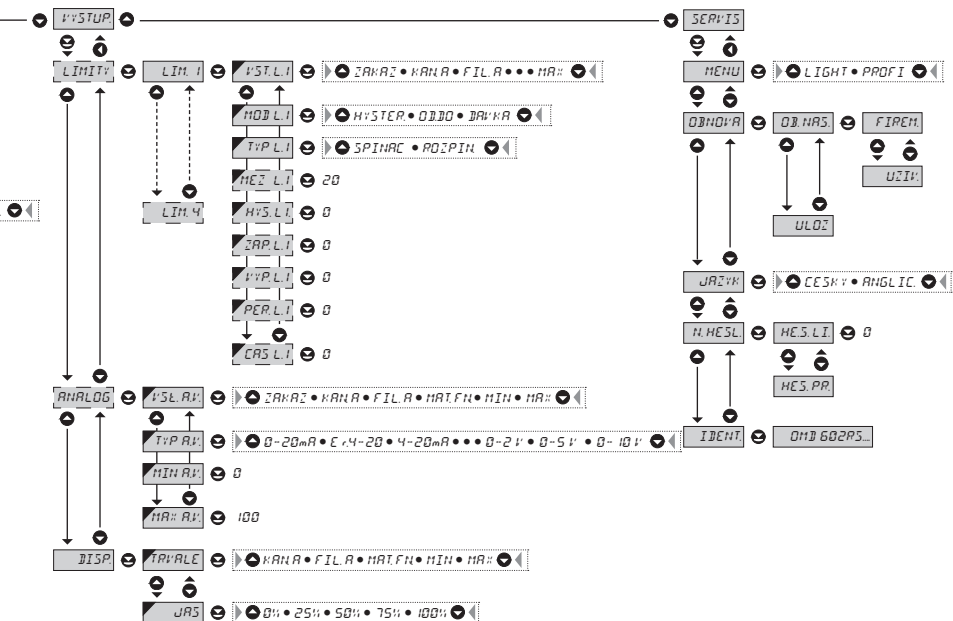 VYSTUP.
SERVIS
LIMITY LIM. 1 VST.L.1 ZAKAZ • KAN.A • FIL.A • • • MAX
MENU LIGHT • PROFI
MOD L.1 HYSTER. • OD.DO • DAVKA
OBNOVA OB.NAS. FIREM.
TYP L.1 SPINAC • ROZPIN.
UZIV.
MEZ L.1 20
LIM. 4 HYS.L.1 0
ULOZ
ZAP.L.1 0
VYP.L.1 0
JAZYK CESKY • ANGLIC.
PER.L.1 0
N.HESL. HES.LI. 0
CAS L.1 0
HES.PR.
ANALOG VST.A.V. ZAKAZ • KAN.A • FIL.A • MAT.FN. • MIN • MAX
TYP A.V. 0-20mA • Er.4-20 • 4-20mA • • • 0-2 V • 0-5 V • 0-10 V
IDENT. OMD 602RS...
MIN A.V. 0
MAX A.V. 100
DISP. TRVALE KAN.A • FIL.A • MAT.FN. • MIN • MAX
JAS 0% • 25% • 50% • 75% • 100%